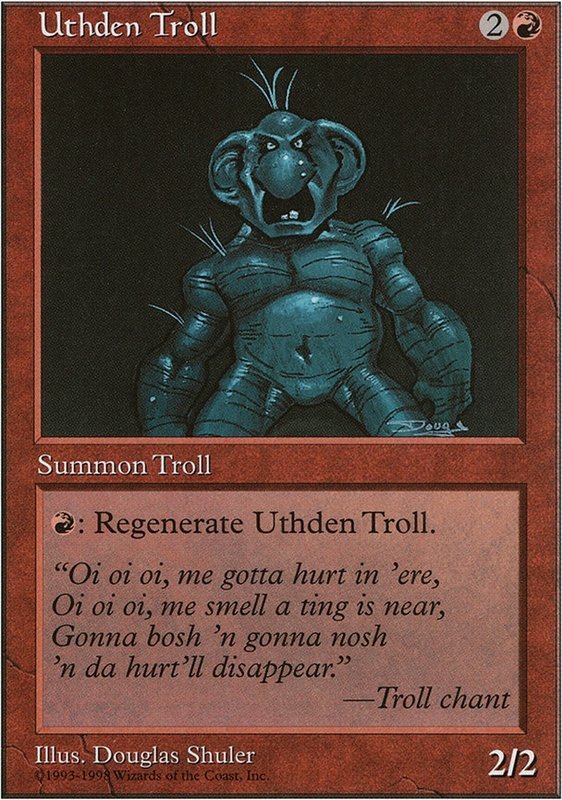 Uthden Troll 2
Doug
Summon Troll
: Regenerate Uthden Troll.
“Oi oi oi, me gotta hurt in ’ere,
Oi oi oi, me smell a ting is near,
Gonna bosh ’n gonna nosh
’n da hurt’ll disappear.”
—Troll chant
Illus. Douglas Shuler
©1993-1998 Wizards of the Coast, Inc.
2/2